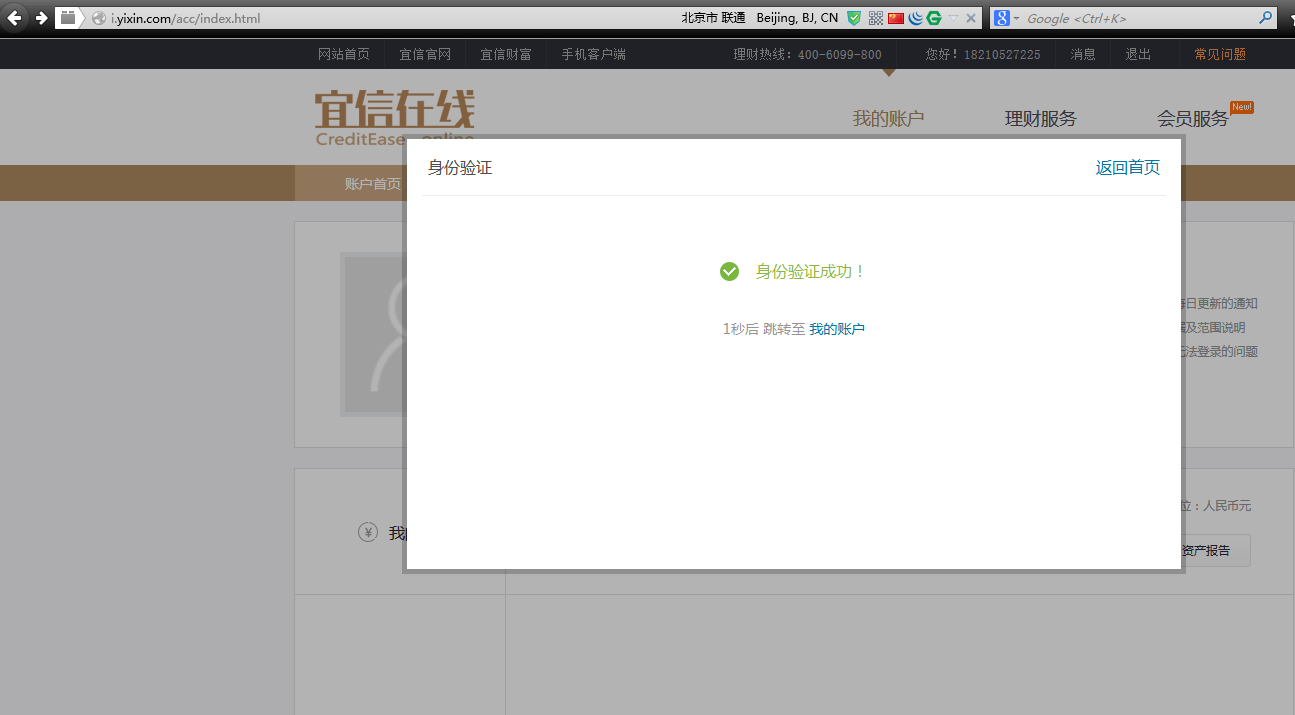 i.yixin.com/acc/index.html 北京市 联通 Beijing, BJ, CN Google <Ctrl+K>
网站首页 宜信官网 宜信财富 手机客户端 理财热线：400-6099-800 您好！18210527225 消息 退出 常见问题
宜信在线
CreditEase online
我的账户 理财服务 会员服务 New!
账户首页
身份验证 返回首页
身份验证成功！
1秒后 跳转至 我的账户
每日更新的通知
及范围说明
无法登录的问题
位：人民币元
我
资产报告